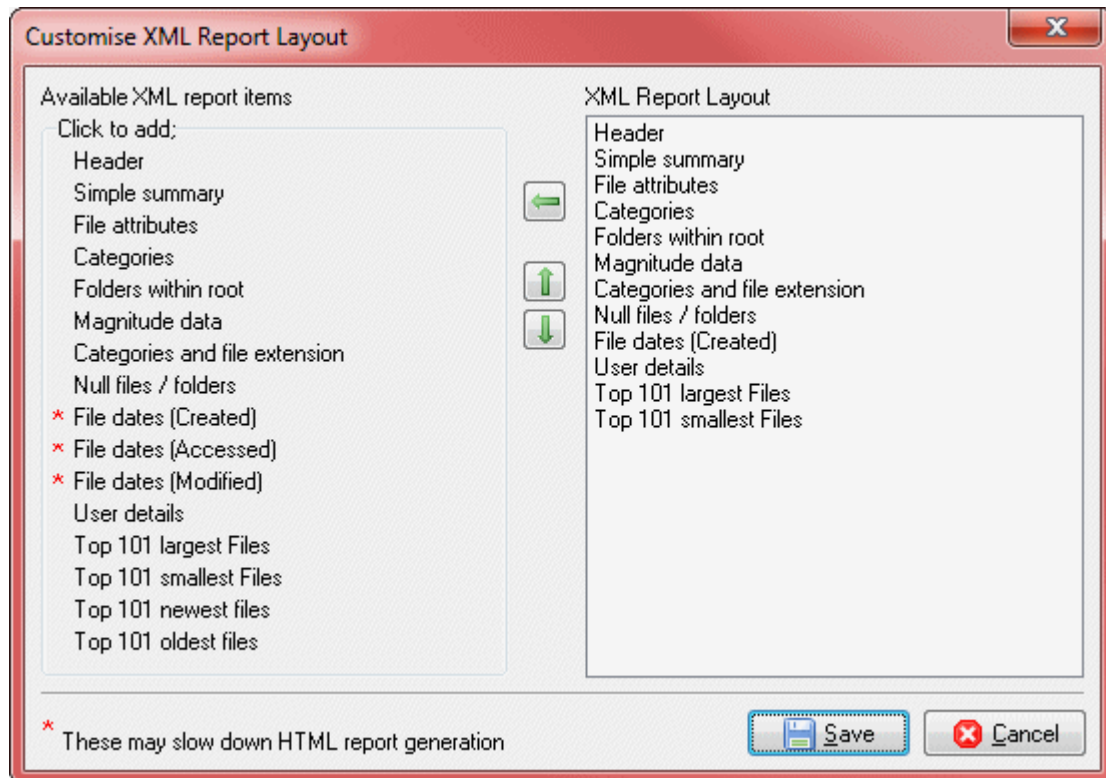 Customise XML Report Layout
Available XML report items
Click to add;
Header
Simple summary
File attributes
Categories
Folders within root
Magnitude data
Categories and file extension
Null files / folders
* File dates (Created)
* File dates (Accessed)
* File dates (Modified)
User details
Top 101 largest Files
Top 101 smallest Files
Top 101 newest files
Top 101 oldest files
XML Report Layout
Header
Simple summary
File attributes
Categories
Folders within root
Magnitude data
Categories and file extension
Null files / folders
File dates (Created)
User details
Top 101 largest Files
Top 101 smallest Files
* These may slow down HTML report generation
Save
Cancel